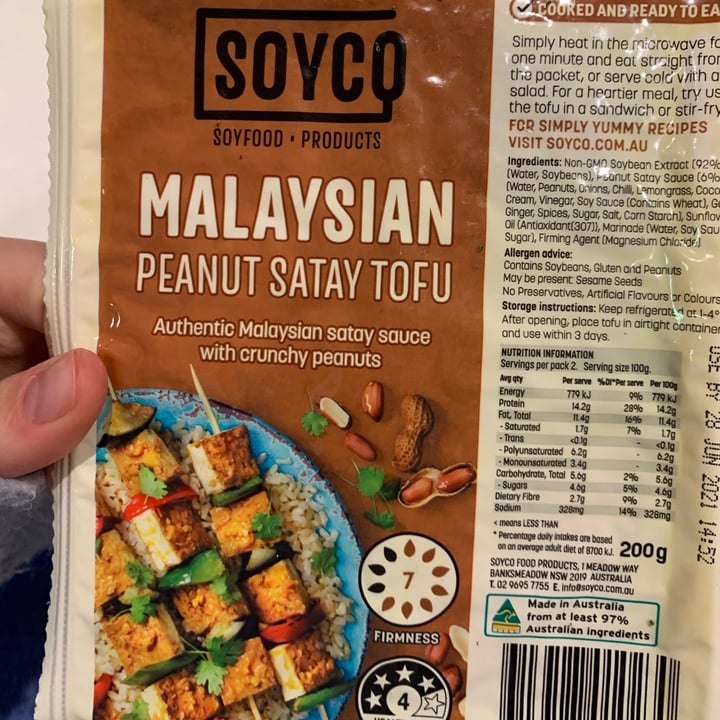 SOYCO
SOYFOOD • PRODUCTS
MALAYSIAN
PEANUT SATAY TOFU
Authentic Malaysian satay sauce
with crunchy peanuts
7
FIRMNESS
4
COOKED AND READY TO EA
Simply heat in the microwave fo
one minute and eat straight from
the packet, or serve cold with a
salad. For a heartier meal, try us
the tofu in a sandwich or stir-fry
FOR SIMPLY YUMMY RECIPES
VISIT SOYCO.COM.AU
Ingredients: Non-GMO Soybean Extract (92%
(Water, Soybeans), Peanut Satay Sauce (6%
(Water, Peanuts, Onions, Chilli, Lemongrass, Coco
Cream, Vinegar, Soy Sauce (Contains Wheat), Ge
Ginger, Spices, Sugar, Salt, Corn Starch), Sunflow
Oil (Antioxidant(307)), Marinade (Water, Soy Sau
Sugar), Firming Agent (Magnesium Chloride)
Allergen advice:
Contains Soybeans, Gluten and Peanuts
May be present: Sesame Seeds
No Preservatives, Artificial Flavours or Colours
Storage instructions: Keep refrigerated at 1-4°
After opening, place tofu in airtight container
and use within 3 days.
NUTRITION INFORMATION
Servings per pack 2. Serving size 100g.
Avg qty Per serve %DI*Per serve Per 100g
Energy 779 kJ 9% 779 kJ
Protein 14.2g 28% 14.2g
Fat, Total 11.4g 16% 11.4g
- Saturated 1.7g 7% 1.7g
- Trans <0.1g - <0.1g
- Polyunsaturated 6.2g - 6.2g
- Monounsaturated 3.4g - 3.4g
Carbohydrate, Total 5.6g 2% 5.6g
- Sugars 4.6g 5% 4.6g
Dietary Fibre 2.7g 9% 2.7g
Sodium 328mg 14% 328mg
< means LESS THAN
* Percentage daily intakes are based
on an average adult diet of 8700 kJ.
200g
SOYCO FOOD PRODUCTS, 1 MEADOW WAY
BANKSMEADOW NSW 2019 AUSTRALIA
T. 02 9695 7755 E. info@soyco.com.au
Made in Australia
from at least 97%
Australian ingredients
USE BY 28 JUN 2021 14:52